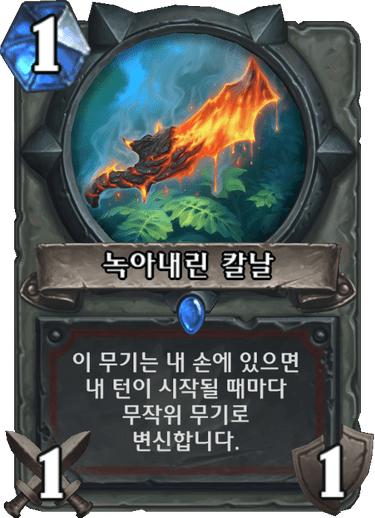 1
녹아내린 칼날
이 무기는 내 손에 있으면
내 턴이 시작될 때마다
무작위 무기로
변신합니다.
1
1